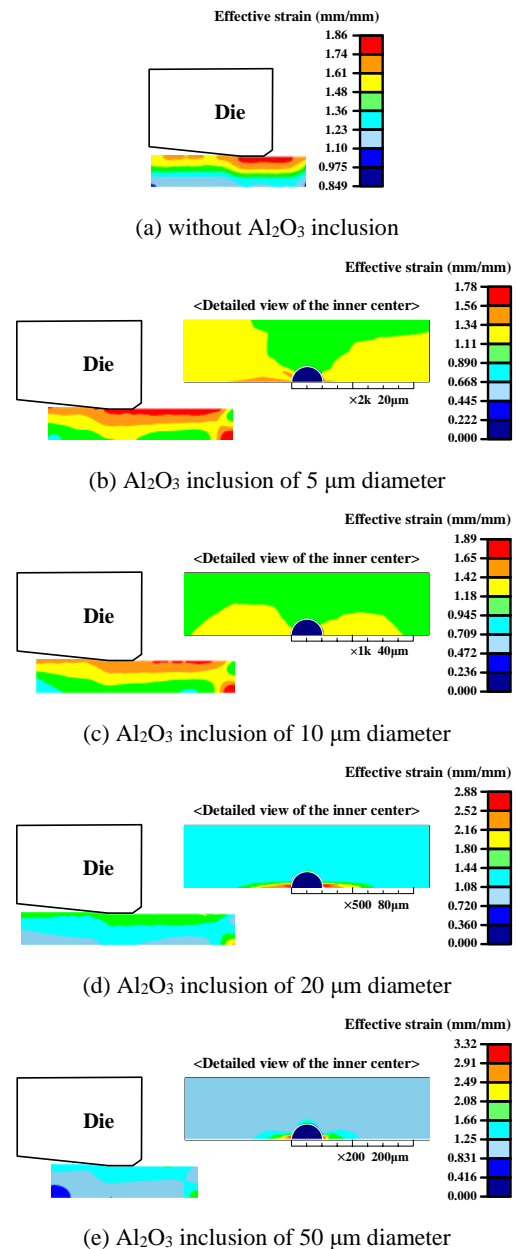 Effective strain (mm/mm)
1.86
1.74
1.61
1.48
1.36
1.23
1.10
0.975
0.849
Die
(a) without Al₂O₃ inclusion
Effective strain (mm/mm)
<Detailed view of the inner center>
1.78
1.56
1.34
1.11
0.890
0.668
0.445
0.222
0.000
Die
×2k 20μm
(b) Al₂O₃ inclusion of 5 μm diameter
Effective strain (mm/mm)
<Detailed view of the inner center>
1.89
1.65
1.42
1.18
0.945
0.709
0.472
0.236
0.000
Die
×1k 40μm
(c) Al₂O₃ inclusion of 10 μm diameter
Effective strain (mm/mm)
<Detailed view of the inner center>
2.88
2.52
2.16
1.80
1.44
1.08
0.720
0.360
0.000
Die
×500 80μm
(d) Al₂O₃ inclusion of 20 μm diameter
Effective strain (mm/mm)
<Detailed view of the inner center>
3.32
2.91
2.49
2.08
1.66
1.25
0.831
0.416
0.000
Die
×200 200μm
(e) Al₂O₃ inclusion of 50 μm diameter